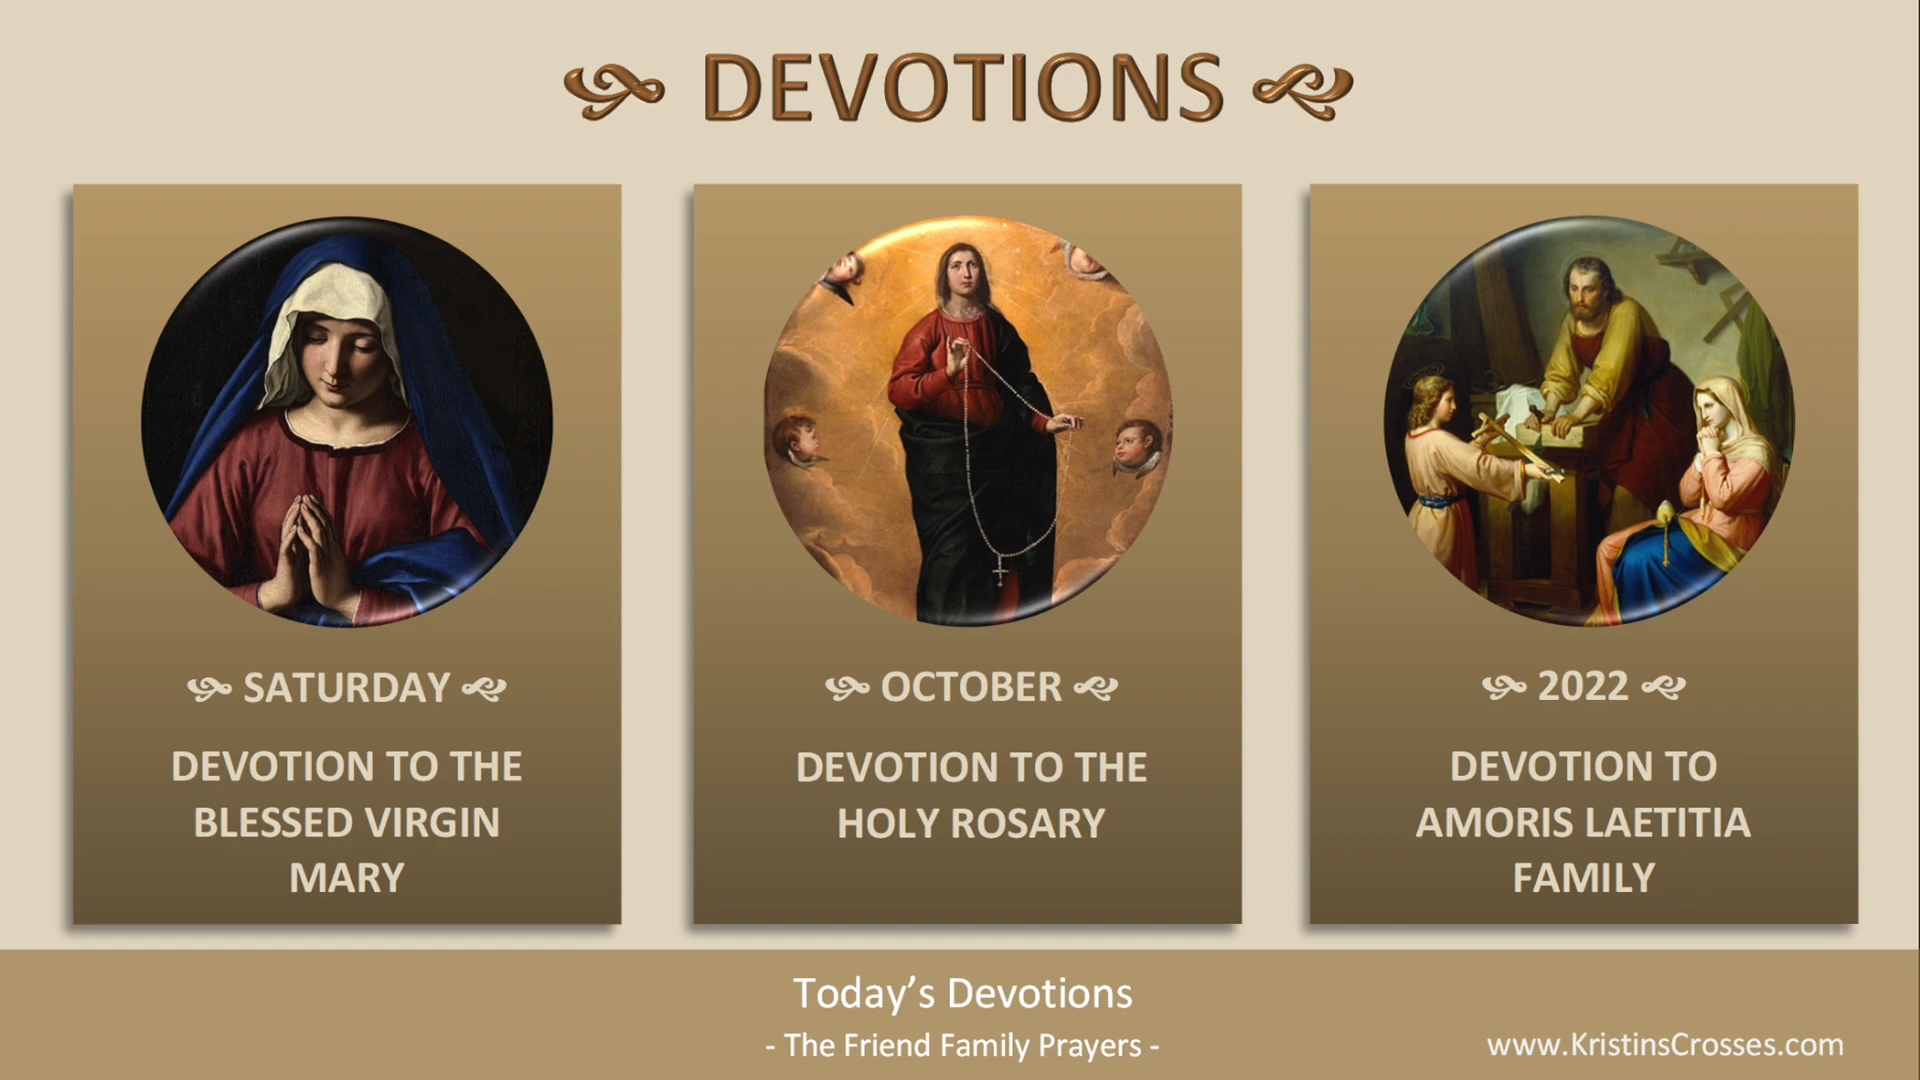 DEVOTIONS
SATURDAY
DEVOTION TO THE
BLESSED VIRGIN
MARY
OCTOBER
DEVOTION TO THE
HOLY ROSARY
2022
DEVOTION TO
AMORIS LAETITIA
FAMILY
Today’s Devotions
- The Friend Family Prayers -
www.KristinsCrosses.com